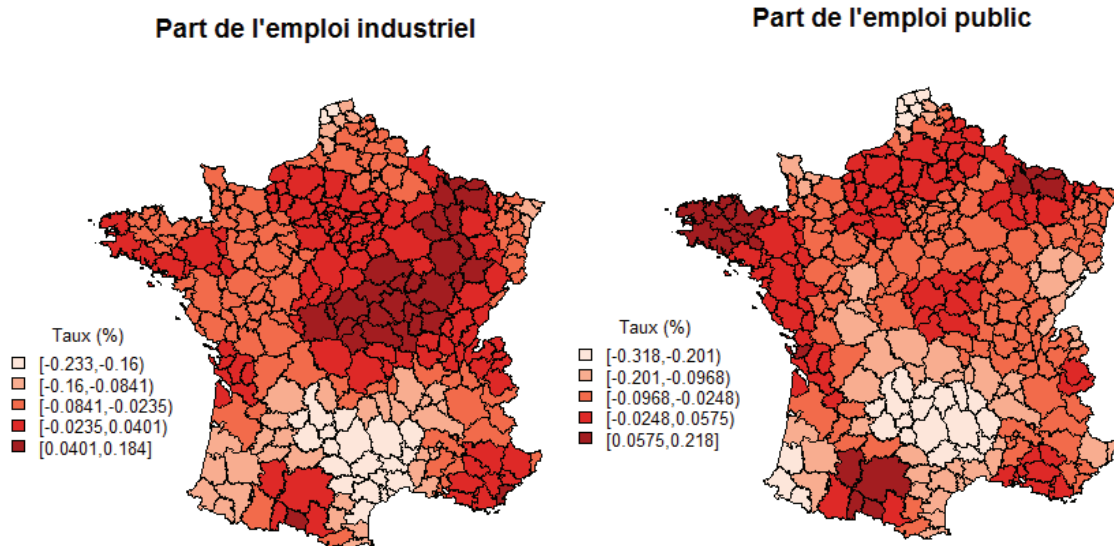 Part de l'emploi industriel
Part de l'emploi public
Taux (%)
[-0.233,-0.16)
[-0.16,-0.0841)
[-0.0841,-0.0235)
[-0.0235,0.0401)
[0.0401,0.184]
Taux (%)
[-0.318,-0.201)
[-0.201,-0.0968)
[-0.0968,-0.0248)
[-0.0248,0.0575)
[0.0575,0.218]